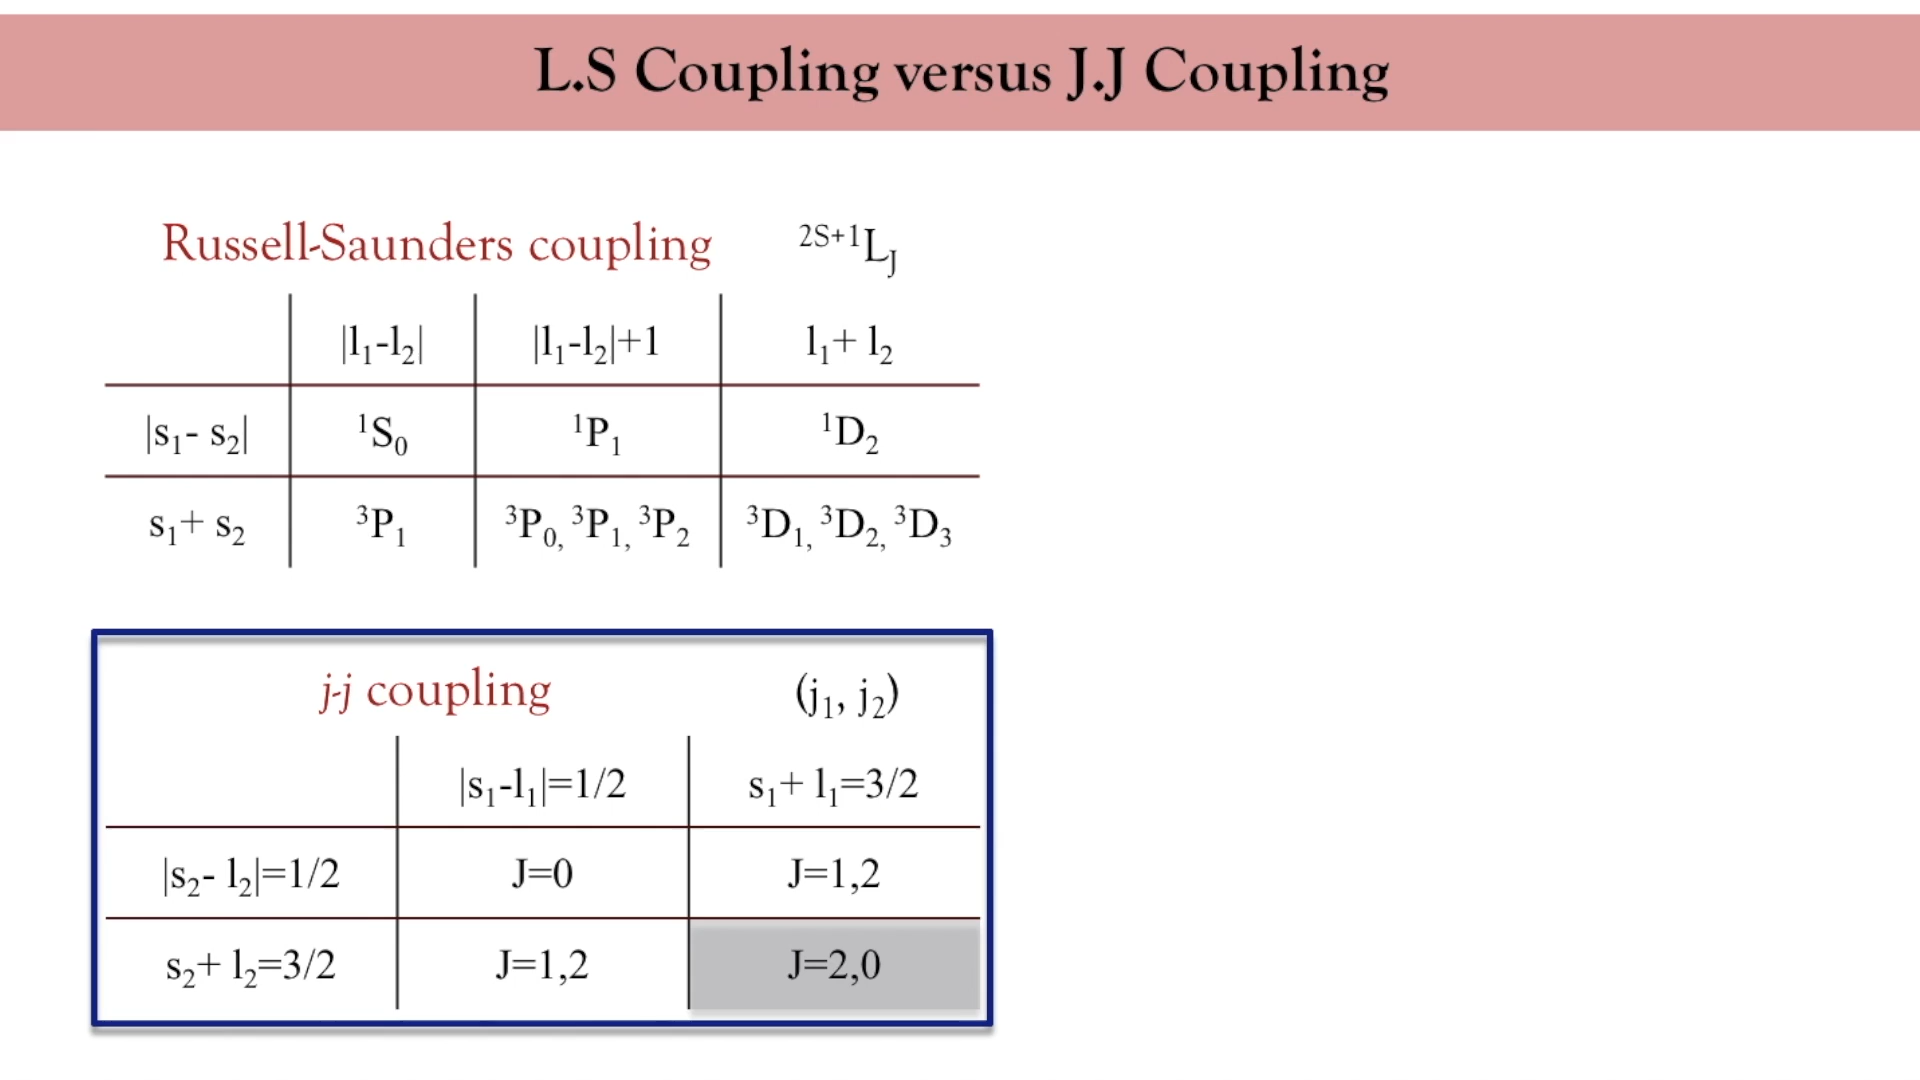 L.S Coupling versus J.J Coupling
Russell-Saunders coupling ²ˢ⁺¹L_J
|l₁-l₂| |l₁-l₂|+1 l₁+ l₂
|s₁- s₂| ¹S₀ ¹P₁ ¹D₂
s₁+ s₂ ³P₁ ³P₀, ³P₁, ³P₂ ³D₁, ³D₂, ³D₃
j-j coupling (j₁, j₂)
|s₁-l₁|=1/2 s₁+ l₁=3/2
|s₂- l₂|=1/2 J=0 J=1,2
s₂+ l₂=3/2 J=1,2 J=2,0